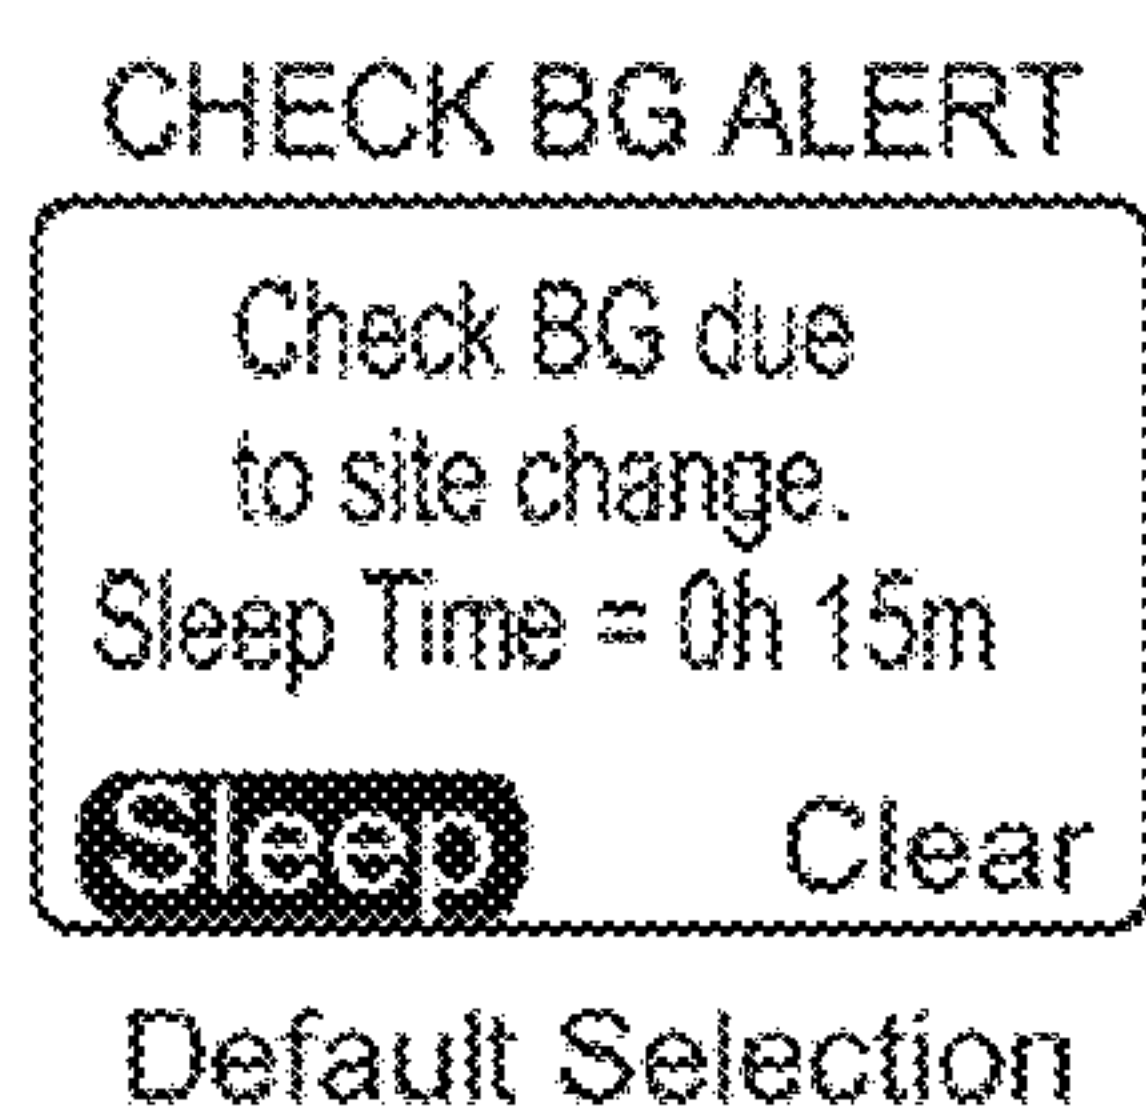 CHECK BG ALERT
Check BG due
to site change.
Sleep Time = 0h 15m
Sleep Clear
Default Selection